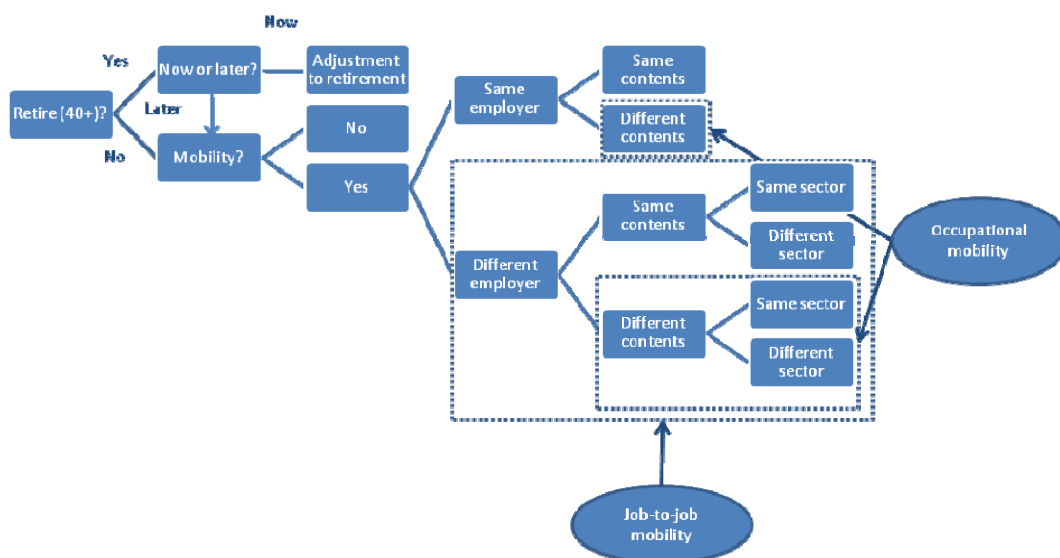 Now
Yes
Now or later?
Adjustment
to retirement
Same
employer
Same
contents
Retire (40+)?
Later
No
Different
contents
No
Mobility?
Yes
Same
contents
Same sector
Different
sector
Occupational
mobility
Different
employer
Different
contents
Same sector
Different
sector
Job-to-job
mobility